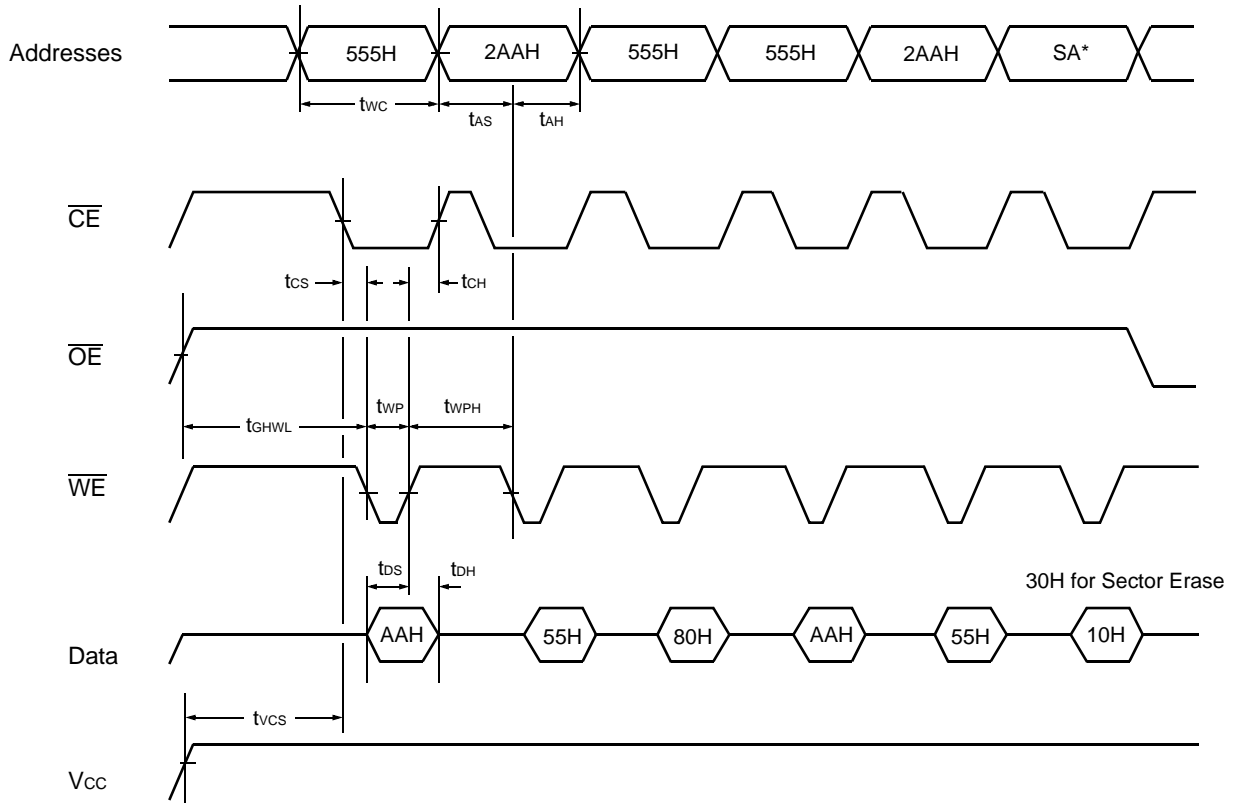 Addresses 555H 2AAH 555H 555H 2AAH SA*
tWC tAS tAH
CE
tCS tCH
OE
tGHWL tWP tWPH
WE
tDS tDH
30H for Sector Erase
Data AAH 55H 80H AAH 55H 10H
tVCS
VCC